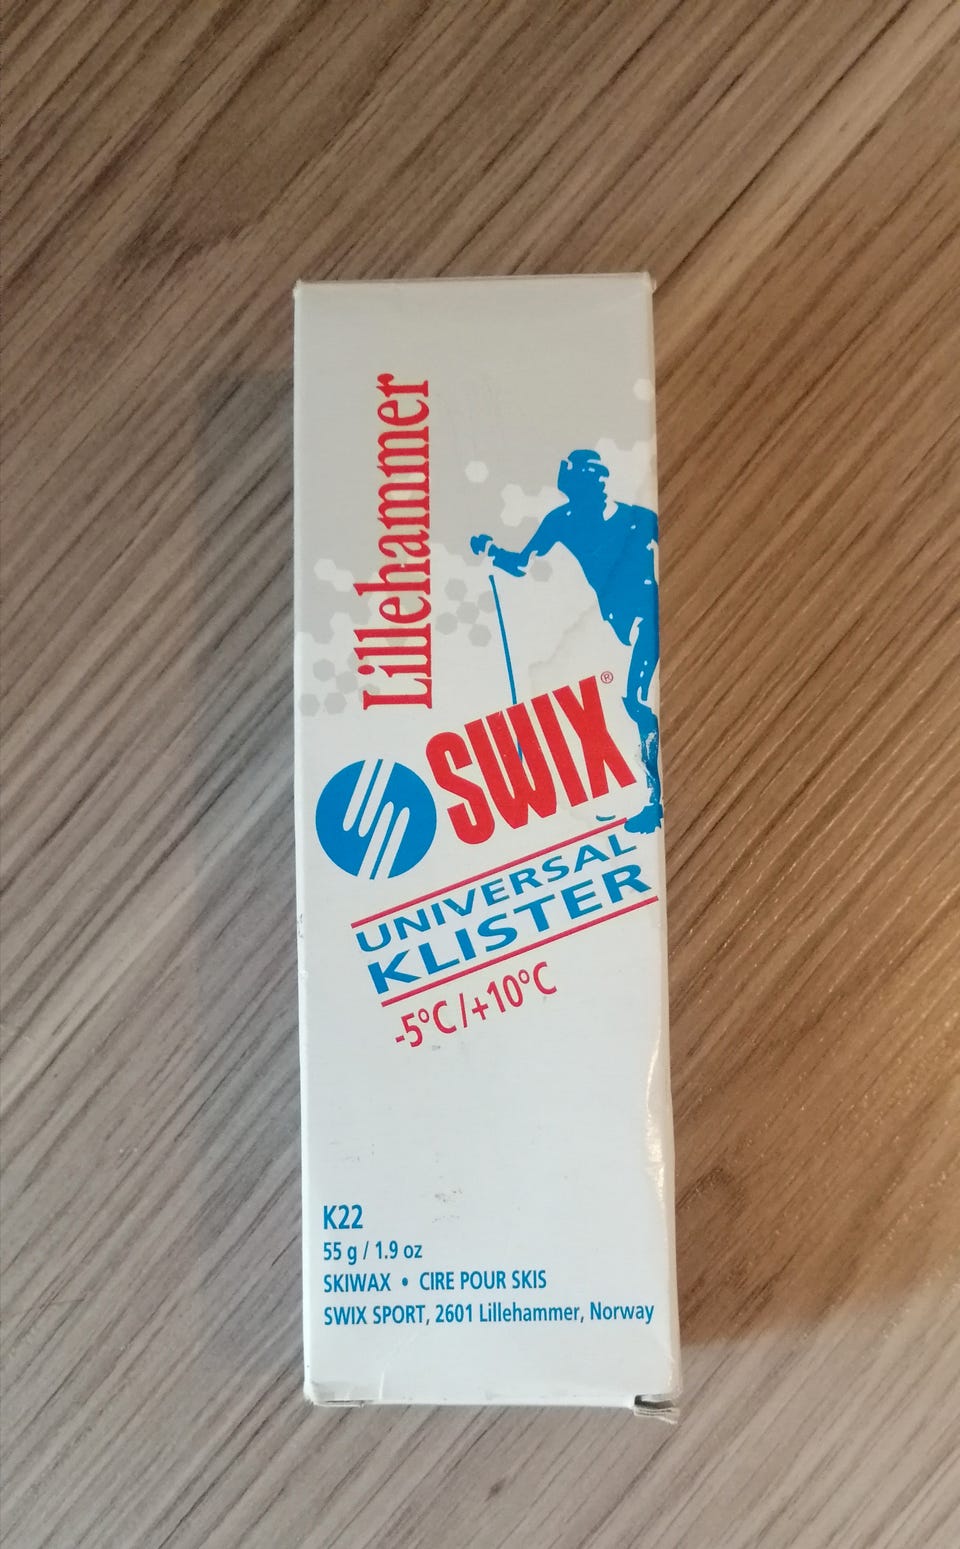 Lillehammer
SWIX®
UNIVERSAL
KLISTER
-5°C/+10°C
K22
55 g / 1.9 oz
SKIWAX • CIRE POUR SKIS
SWIX SPORT, 2601 Lillehammer, Norway